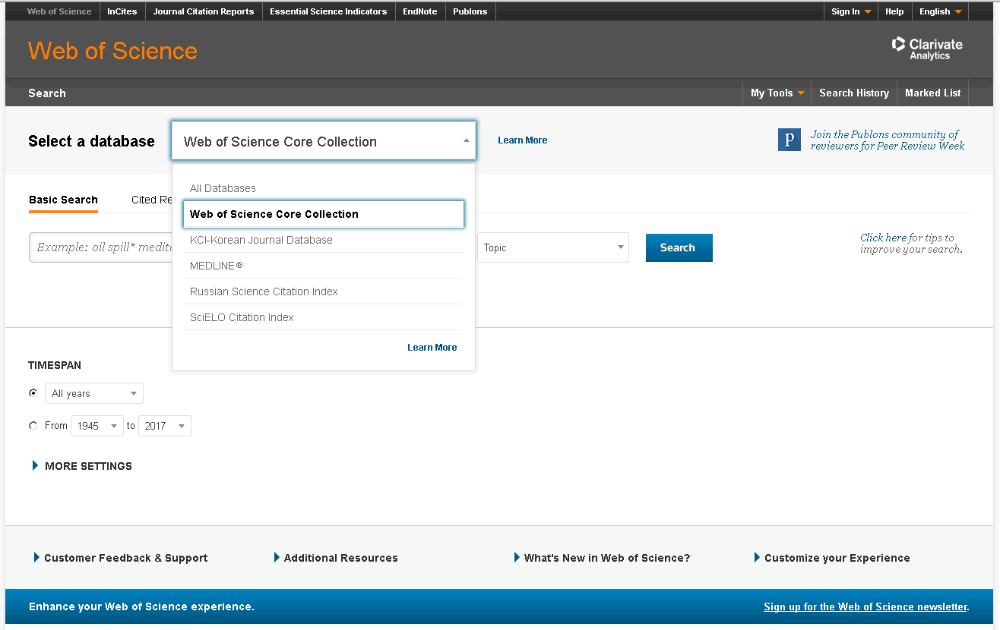 Web of Science InCites Journal Citation Reports Essential Science Indicators EndNote Publons Sign In Help English
Web of Science
Clarivate
Analytics
Search My Tools Search History Marked List
Select a database Web of Science Core Collection Learn More
Join the Publons community of
reviewers for Peer Review Week
p
All Databases
Basic Search Cited Re
Web of Science Core Collection
KCI-Korean Journal Database
Example: oil spill* medite Topic Search
Click here for tips to
improve your search.
MEDLINE®
Russian Science Citation Index
SciELO Citation Index
Learn More
TIMESPAN
All years
From 1945 to 2017
MORE SETTINGS
Customer Feedback & Support Additional Resources What's New in Web of Science? Customize your Experience
Enhance your Web of Science experience. Sign up for the Web of Science newsletter.